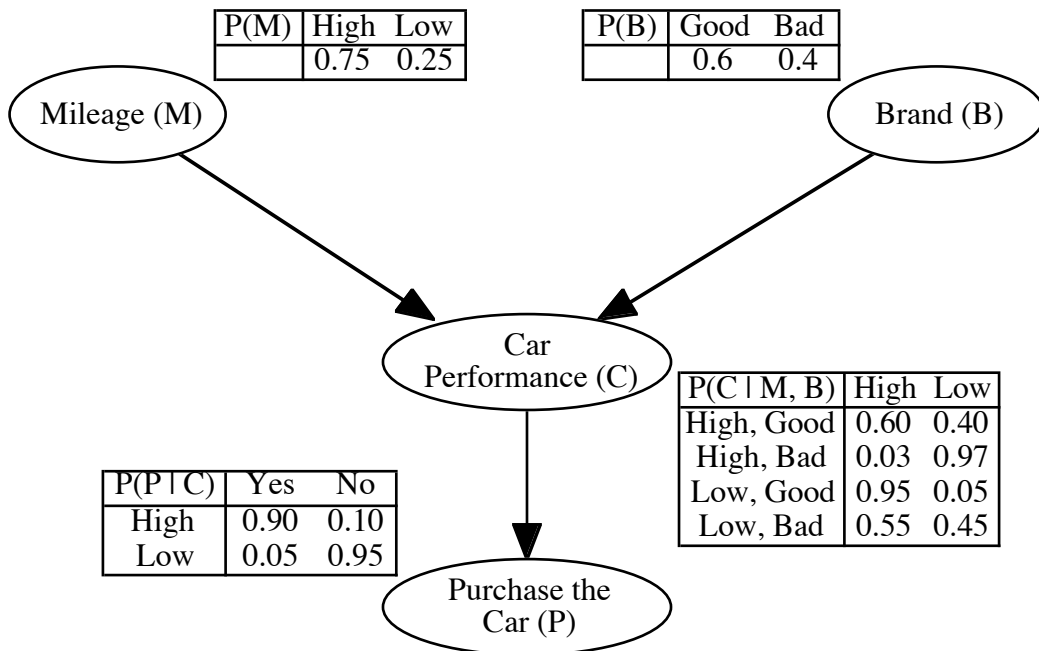 P(M) High Low
0.75 0.25
P(B) Good Bad
0.6 0.4
Mileage (M)
Brand (B)
Car
Performance (C)
P(C | M, B) High Low
High, Good 0.60 0.40
High, Bad 0.03 0.97
Low, Good 0.95 0.05
Low, Bad 0.55 0.45
P(P | C) Yes No
High 0.90 0.10
Low 0.05 0.95
Purchase the
Car (P)